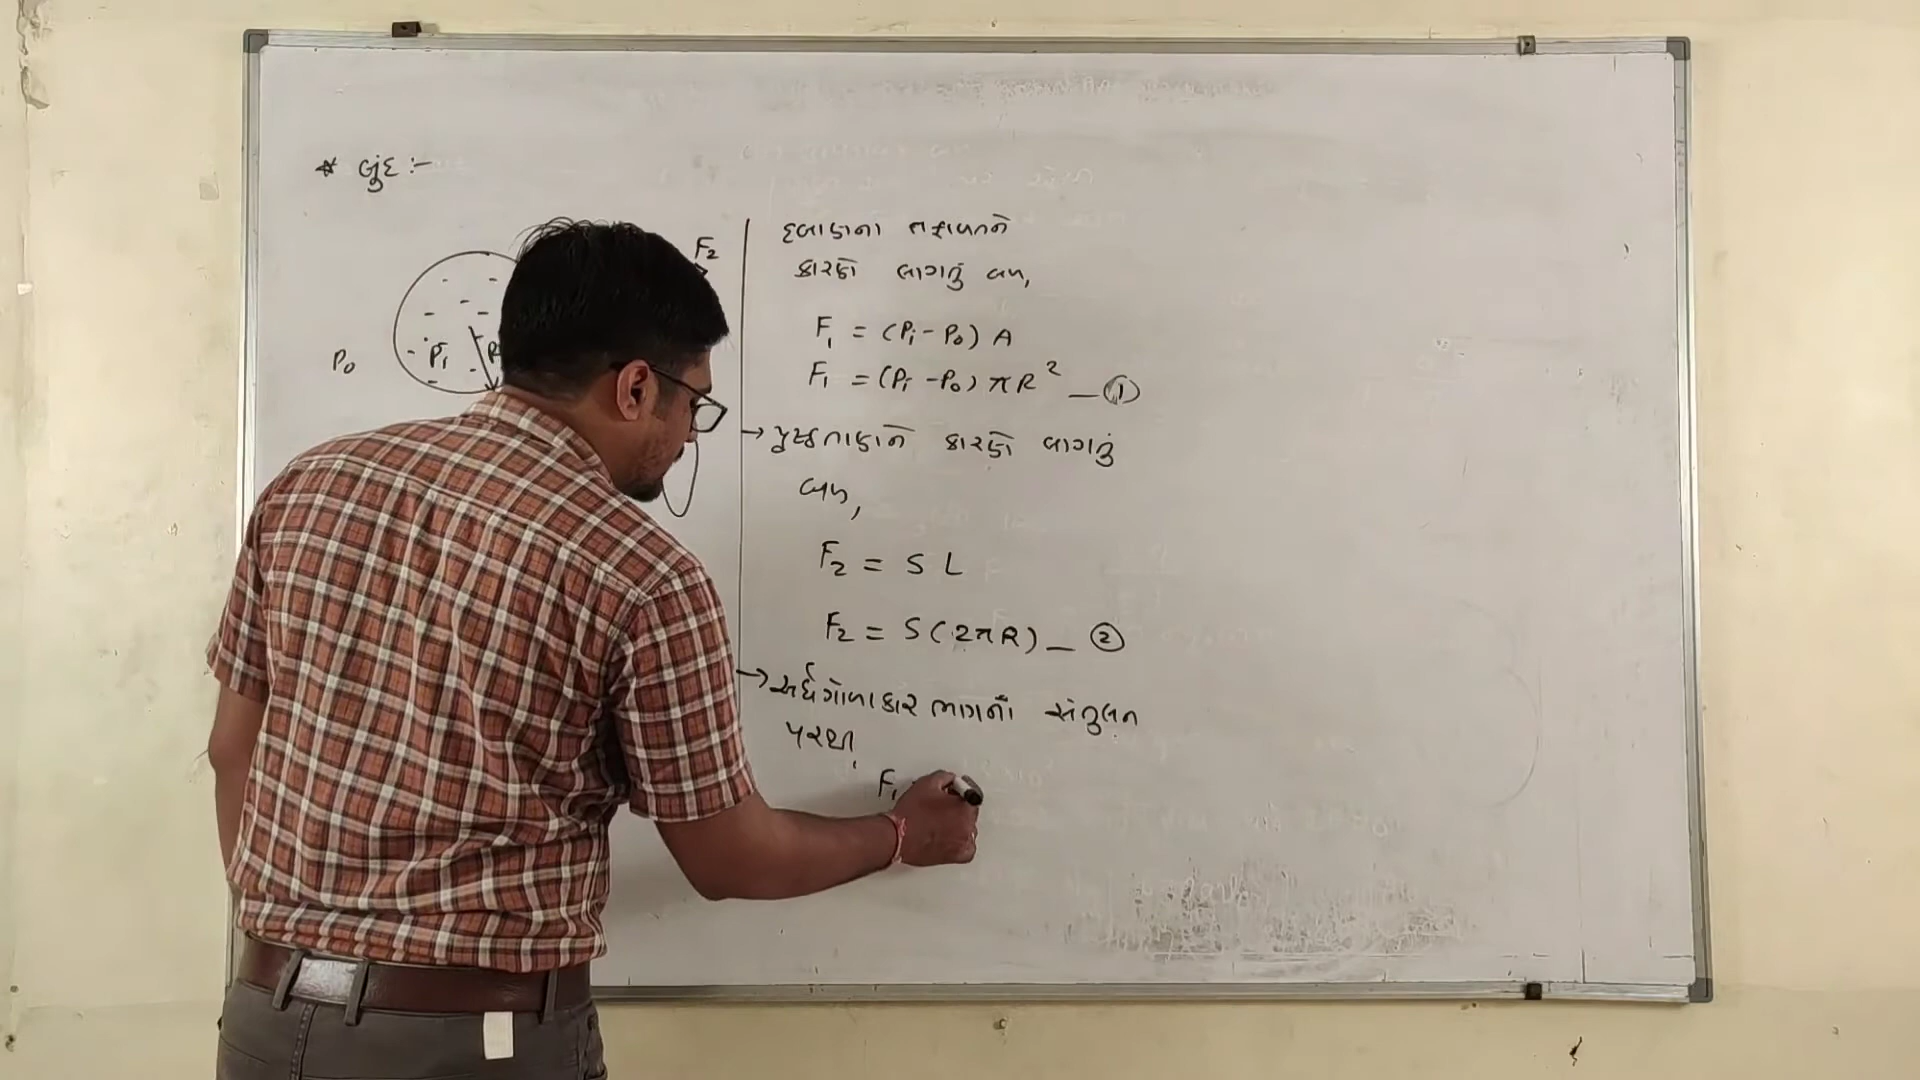 * બુંદ :-
F₂
P₀
Pᵢ
R
દબાણના તફાવતને
કારણે લાગતું બળ,
F₁ = (Pᵢ - P₀) A
F₁ = (Pᵢ - P₀) πR² — ①
→ પૃષ્ઠતાણને કારણે લાગતું
બળ,
F₂ = S L
F₂ = S(2πR) — ②
→ અર્ધગોળાકાર ભાગના સંતુલન
પરથી,
F₁